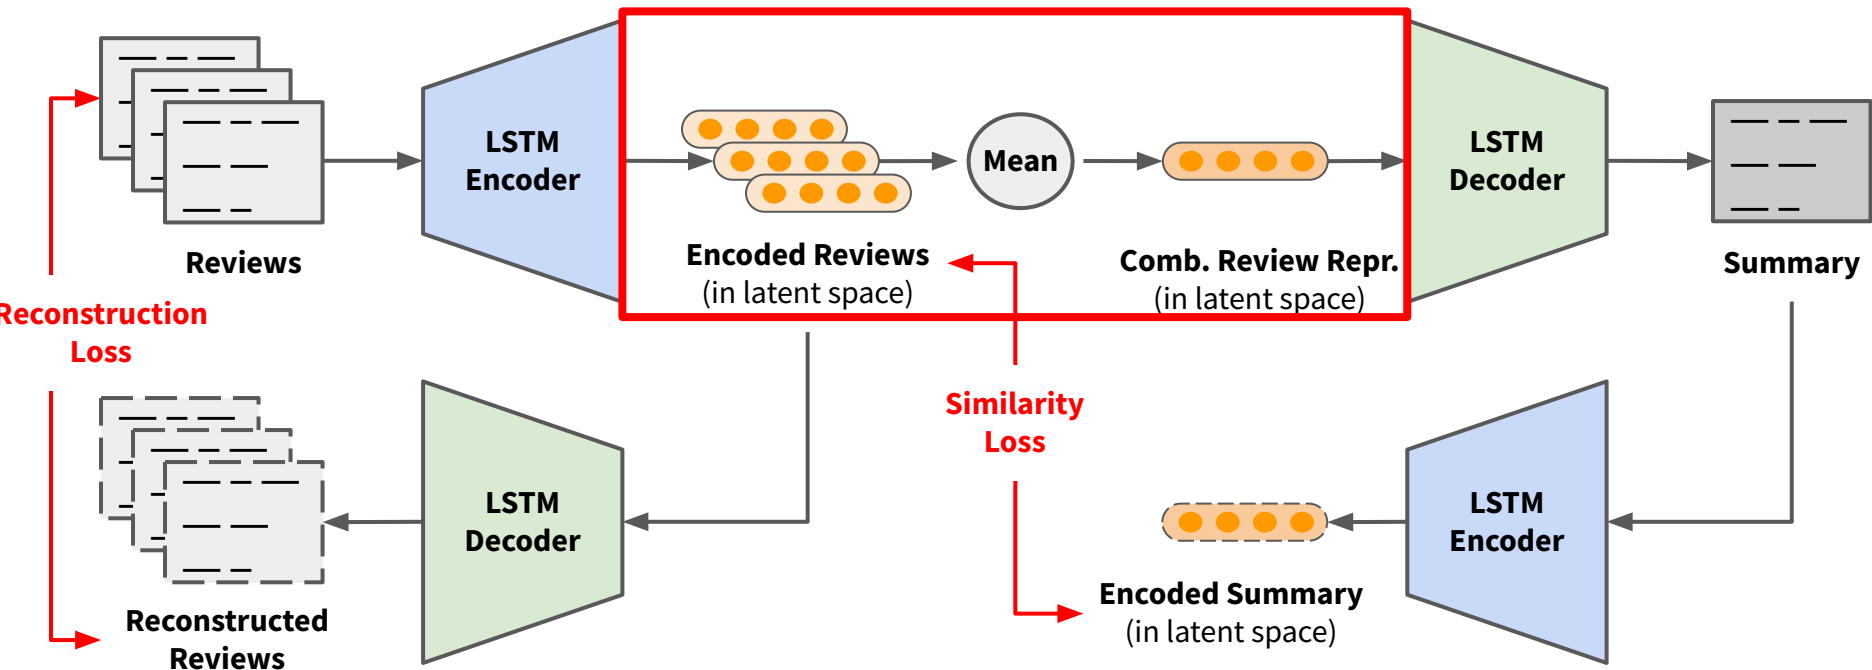 LSTM
Encoder
Mean
LSTM
Decoder
Reviews
Encoded Reviews
(in latent space)
Comb. Review Repr.
(in latent space)
Summary
Reconstruction
Loss
Similarity
Loss
LSTM
Decoder
LSTM
Encoder
Reconstructed
Reviews
Encoded Summary
(in latent space)